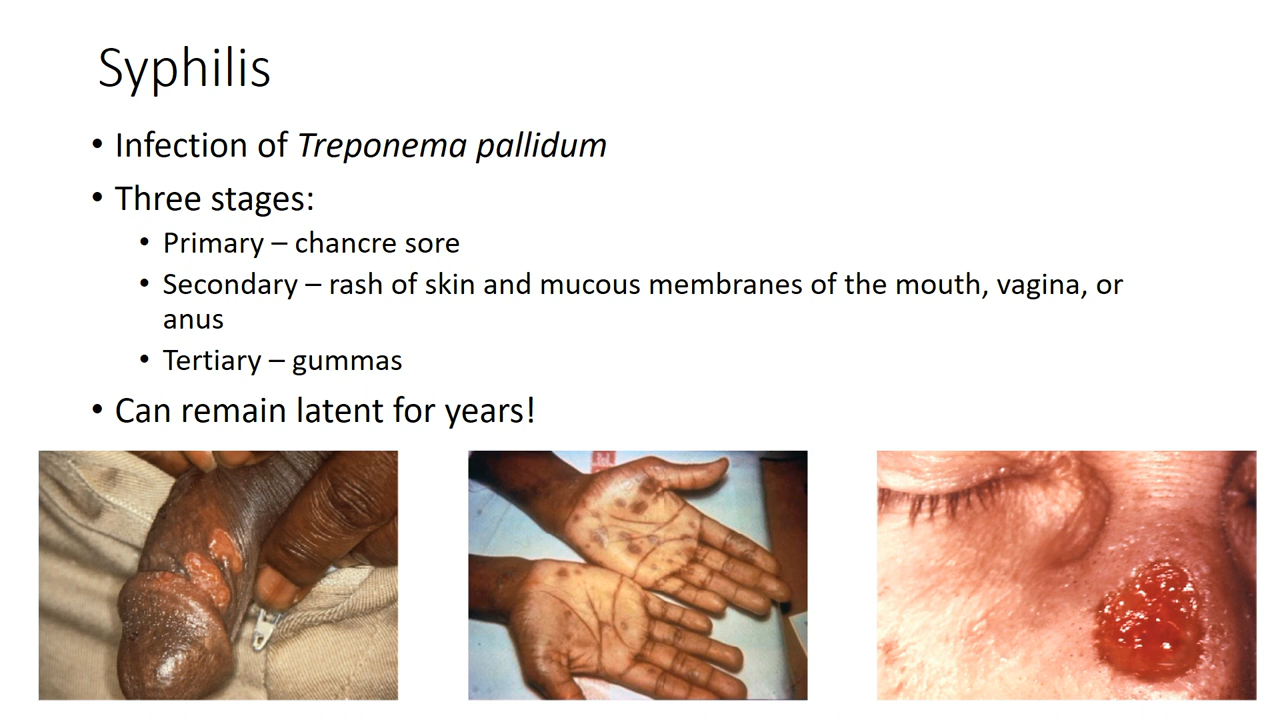 Syphilis
• Infection of Treponema pallidum
• Three stages:
• Primary – chancre sore
• Secondary – rash of skin and mucous membranes of the mouth, vagina, or
anus
• Tertiary – gummas
• Can remain latent for years!